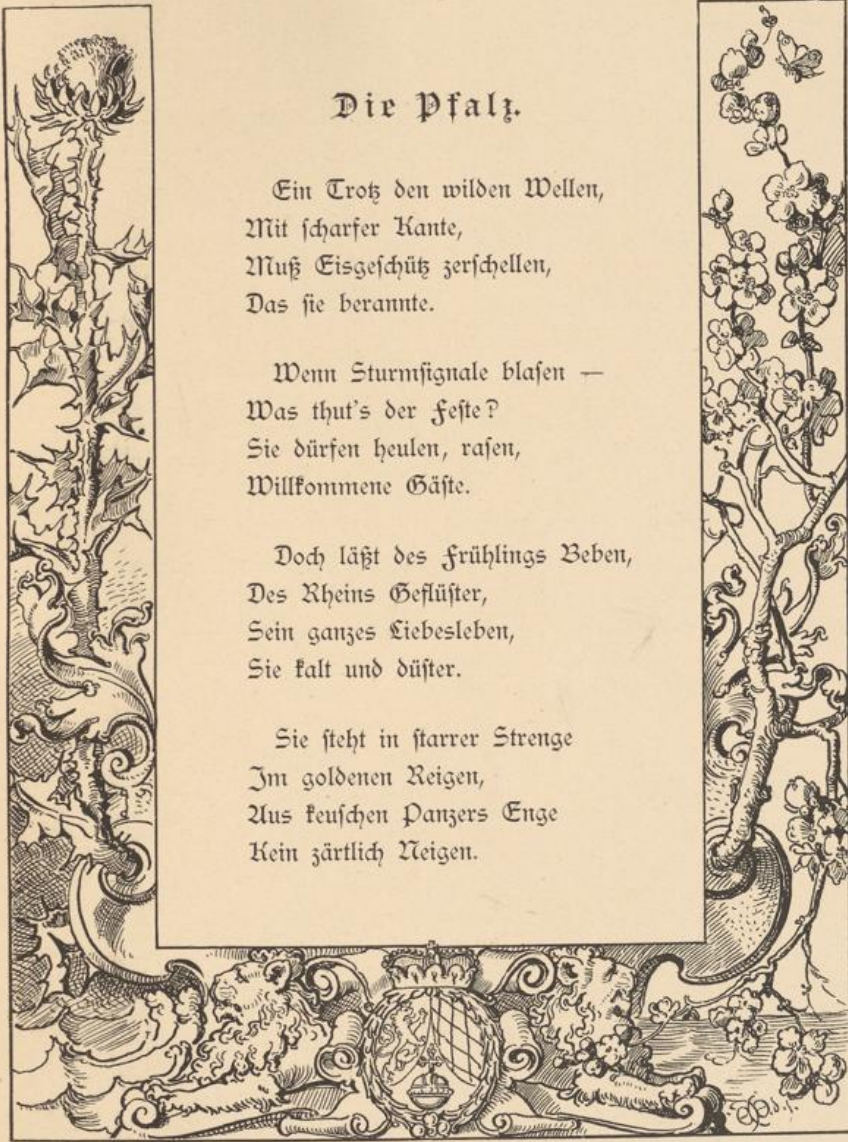 Die Pfalz.
Ein Trotz den wilden Wellen,
Mit scharfer Kante,
Muß Eisgeschütz zerschellen,
Das sie berannte.
Wenn Sturmsignale blasen —
Was thut's der Feste?
Sie dürfen heulen, rasen,
Willkommene Gäste.
Doch läßt des Frühlings Beben,
Des Rheins Geflüster,
Sein ganzes Liebesleben,
Sie kalt und düster.
Sie steht in starrer Strenge
Im goldenen Reigen,
Aus keuschen Panzers Enge
Kein zärtlich Neigen.